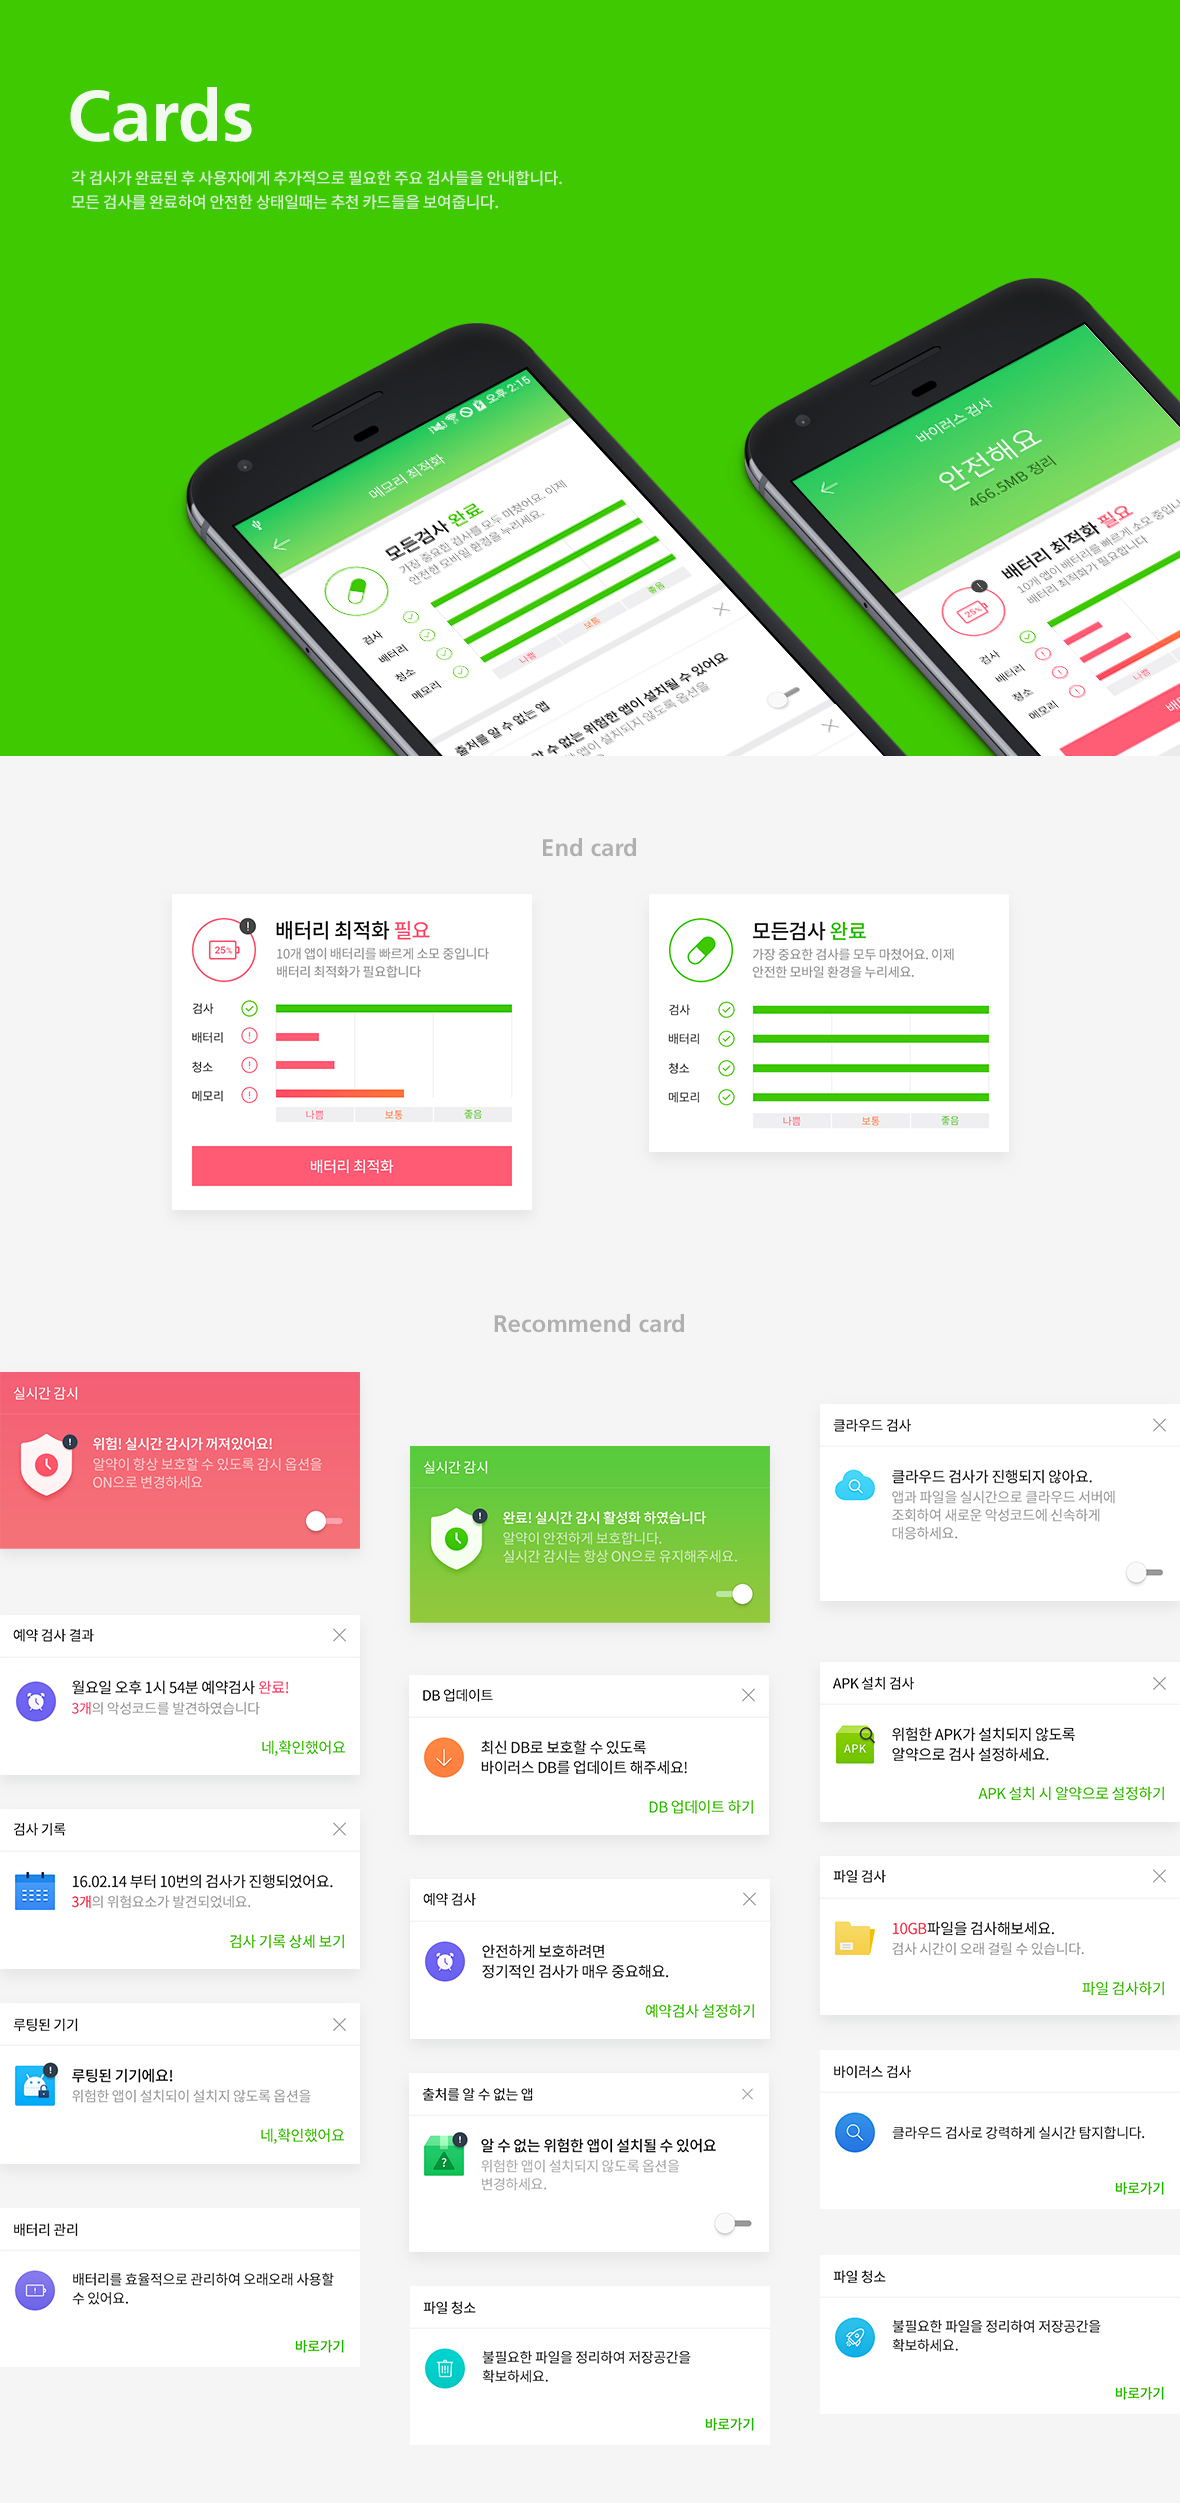 Cards
각 검사가 완료된 후 사용자에게 추가적으로 필요한 주요 검사들을 안내합니다.
모든 검사를 완료하여 안전한 상태일때는 추천 카드들을 보여줍니다.
오후 2:15
메모리 최적화
모든검사 완료
가장 중요한 검사를 모두 마쳤어요. 이제
안전한 모바일 환경을 누리세요.
검사
배터리
청소
메모리
나쁨
보통
좋음
출처를 알 수 없는 앱
알 수 없는 위험한 앱이 설치될 수 있어요
앱이 설치되지 않도록 옵션을
바이러스 검사
안전해요
466.5MB 정리
배터리 최적화 필요
10개 앱이 배터리를 빠르게 소모 중입니
배터리 최적화가 필요합니다
25%
검사
배터리
청소
메모리
나쁨
End card
배터리 최적화 필요
10개 앱이 배터리를 빠르게 소모 중입니다
배터리 최적화가 필요합니다
25%
검사
배터리
청소
메모리
나쁨
보통
좋음
배터리 최적화
모든검사 완료
가장 중요한 검사를 모두 마쳤어요. 이제
안전한 모바일 환경을 누리세요.
검사
배터리
청소
메모리
나쁨
보통
좋음
Recommend card
실시간 감시
위험! 실시간 감시가 꺼져있어요!
알약이 항상 보호할 수 있도록 감시 옵션을
ON으로 변경하세요
예약 검사 결과
월요일 오후 1시 54분 예약검사 완료!
3개의 악성코드를 발견하였습니다
네,확인했어요
검사 기록
16.02.14 부터 10번의 검사가 진행되었어요.
3개의 위험요소가 발견되었네요.
검사 기록 상세 보기
루팅된 기기
루팅된 기기에요!
위험한 앱이 설치되이 설치지 않도록 옵션을
네,확인했어요
배터리 관리
배터리를 효율적으로 관리하여 오래오래 사용할
수 있어요.
바로가기
실시간 감시
완료! 실시간 감시 활성화 하였습니다
알약이 안전하게 보호합니다.
실시간 감시는 항상 ON으로 유지해주세요.
DB 업데이트
최신 DB로 보호할 수 있도록
바이러스 DB를 업데이트 해주세요!
DB 업데이트 하기
예약 검사
안전하게 보호하려면
정기적인 검사가 매우 중요해요.
예약검사 설정하기
출처를 알 수 없는 앱
알 수 없는 위험한 앱이 설치될 수 있어요
위험한 앱이 설치되지 않도록 옵션을
변경하세요.
파일 청소
불필요한 파일을 정리하여 저장공간을
확보하세요.
바로가기
클라우드 검사
클라우드 검사가 진행되지 않아요.
앱과 파일을 실시간으로 클라우드 서버에
조회하여 새로운 악성코드에 신속하게
대응하세요.
APK 설치 검사
APK
위험한 APK가 설치되지 않도록
알약으로 검사 설정하세요.
APK 설치 시 알약으로 설정하기
파일 검사
10GB파일을 검사해보세요.
검사 시간이 오래 걸릴 수 있습니다.
파일 검사하기
바이러스 검사
클라우드 검사로 강력하게 실시간 탐지합니다.
바로가기
파일 청소
불필요한 파일을 정리하여 저장공간을
확보하세요.
바로가기